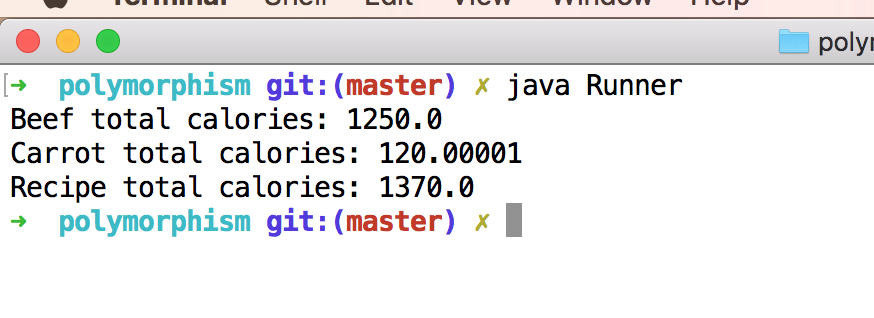 Terminal Shell Edit View Window Help
➜ polymorphism git:(master) ✗ java Runner
Beef total calories: 1250.0
Carrot total calories: 120.00001
Recipe total calories: 1370.0
➜ polymorphism git:(master) ✗